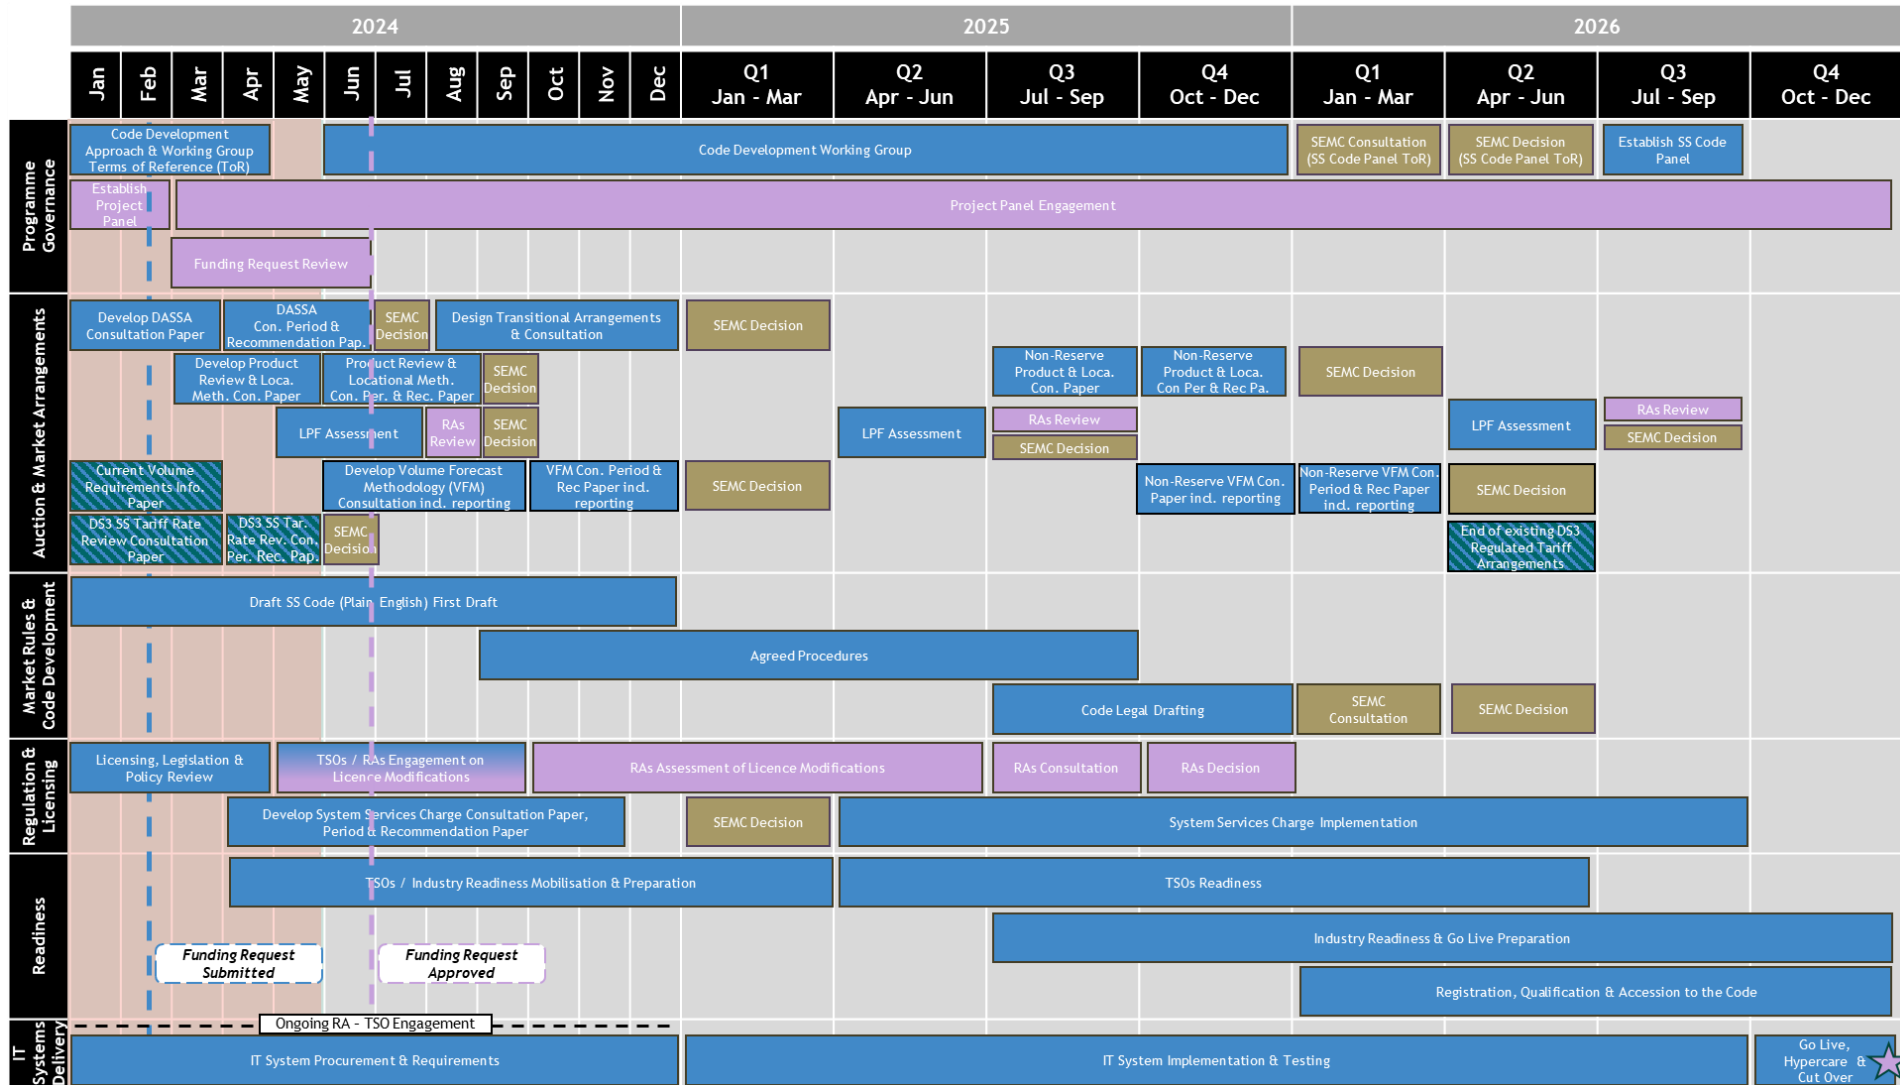 2024
2025
2026
Jan
Feb
Mar
Apr
May
Jun
Jul
Aug
Sep
Oct
Nov
Dec
Q1
Jan - Mar
Q2
Apr - Jun
Q3
Jul - Sep
Q4
Oct - Dec
Q1
Jan - Mar
Q2
Apr - Jun
Q3
Jul - Sep
Q4
Oct - Dec
Programme
Governance
Code Development
Approach & Working Group
Terms of Reference (ToR)
Code Development Working Group
SEMC Consultation
(SS Code Panel ToR)
SEMC Decision
(SS Code Panel ToR)
Establish SS Code
Panel
Establish
Project
Panel
Project Panel Engagement
Funding Request Review
Auction & Market Arrangements
Develop DASSA
Consultation Paper
DASSA
Con. Period &
Recommendation Pap.
SEMC
Decision
Design Transitional Arrangements
& Consultation
SEMC Decision
Develop Product
Review & Loca.
Meth. Con. Paper
Product Review &
Locational Meth.
Con. Per. & Rec. Paper
SEMC
Decision
Non-Reserve
Product & Loca.
Con. Paper
Non-Reserve
Product & Loca.
Con Per & Rec Pa.
SEMC Decision
LPF Assessment
RAs
Review
SEMC
Decision
LPF Assessment
RAs Review
SEMC Decision
LPF Assessment
RAs Review
SEMC Decision
Current Volume
Requirements Info.
Paper
Develop Volume Forecast
Methodology (VFM)
Consultation incl. reporting
VFM Con. Period &
Rec Paper incl.
reporting
SEMC Decision
Non-Reserve VFM Con.
Paper incl. reporting
Non-Reserve VFM Con.
Period & Rec Paper
incl. reporting
SEMC Decision
DS3 SS Tariff Rate
Review Consultation
Paper
DS3 SS Tar.
Rate Rev. Con.
Per. Rec. Pap.
SEMC
Decision
End of existing DS3
Regulated Tariff
Arrangements
Market Rules &
Code Development
Draft SS Code (Plain English) First Draft
Agreed Procedures
Code Legal Drafting
SEMC
Consultation
SEMC Decision
Regulation &
Licensing
Licensing, Legislation &
Policy Review
TSOs / RAs Engagement on
Licence Modifications
RAs Assessment of Licence Modifications
RAs Consultation
RAs Decision
Develop System Services Charge Consultation Paper,
Period & Recommendation Paper
SEMC Decision
System Services Charge Implementation
Readiness
TSOs / Industry Readiness Mobilisation & Preparation
TSOs Readiness
Industry Readiness & Go Live Preparation
Funding Request
Submitted
Funding Request
Approved
Registration, Qualification & Accession to the Code
IT
Systems
Delivery
Ongoing RA - TSO Engagement
IT System Procurement & Requirements
IT System Implementation & Testing
Go Live,
Hypercare &
Cut Over